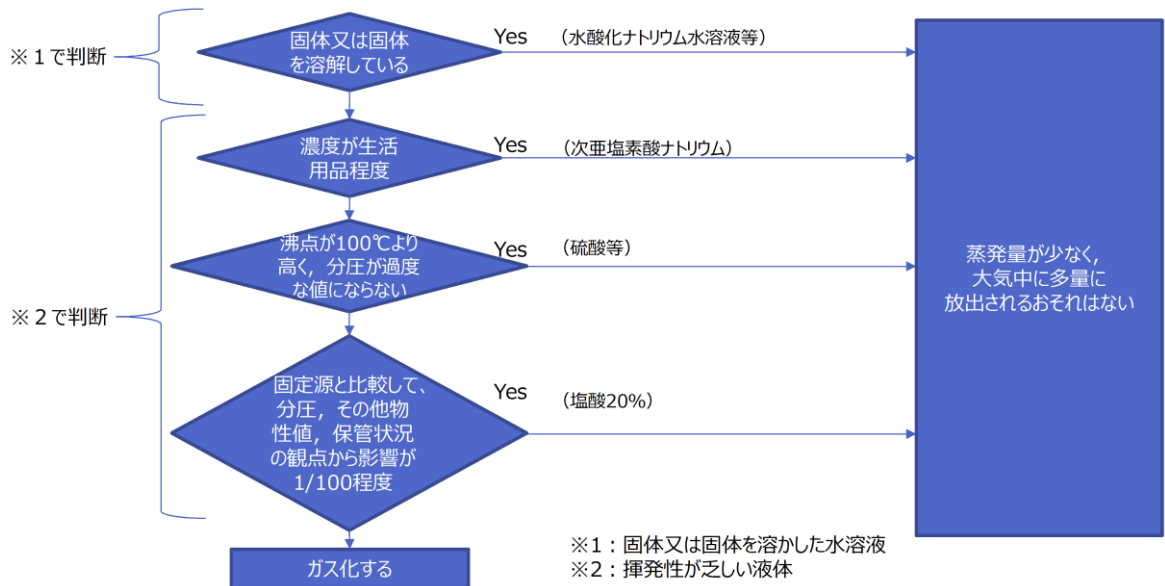 ※１で判断
固体又は固体
を溶解している
Yes
（水酸化ナトリウム水溶液等）
濃度が生活
用品程度
Yes
（次亜塩素酸ナトリウム）
※２で判断
沸点が100℃より
高く，分圧が過度
な値にならない
Yes
（硫酸等）
固定源と比較して、
分圧，その他物
性値，保管状況
の観点から影響が
1/100程度
Yes
（塩酸20%）
蒸発量が少なく，
大気中に多量に
放出されるおそれはない
ガス化する
※1：固体又は固体を溶かした水溶液
※2：揮発性が乏しい液体